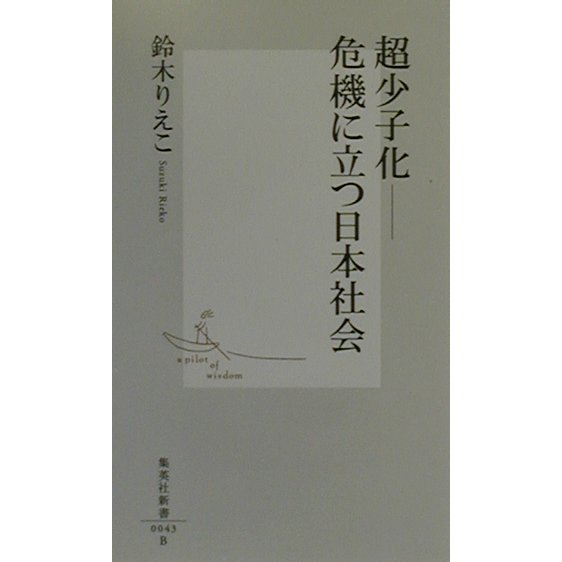 超少子化――
危機に立つ日本社会
鈴木りえこ
Suzuki Rieko
a pilot
of
wisdom
集英社新書
0043
B